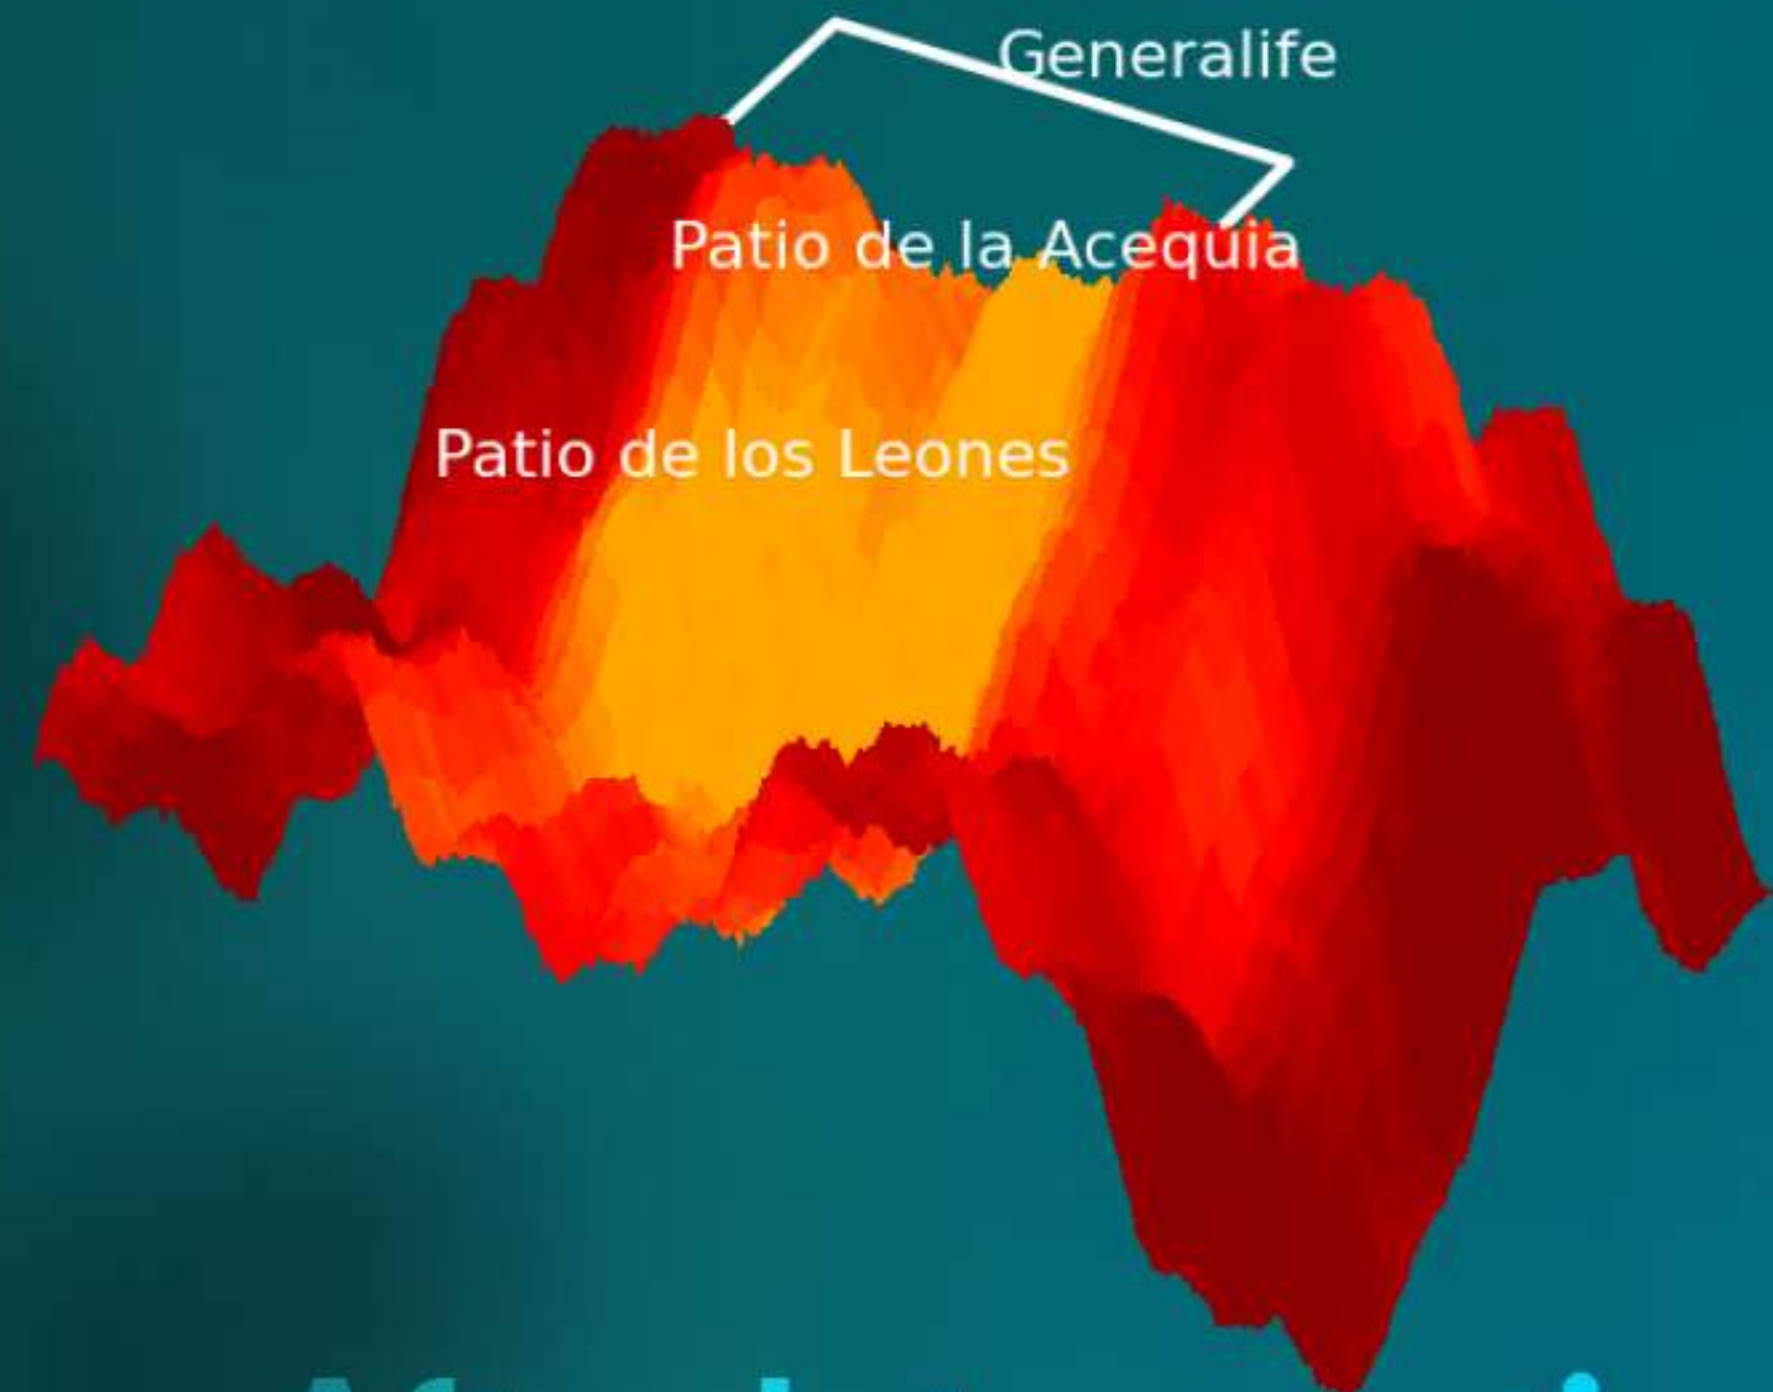 Generalife
Patio de la Acequia
Patio de los Leones